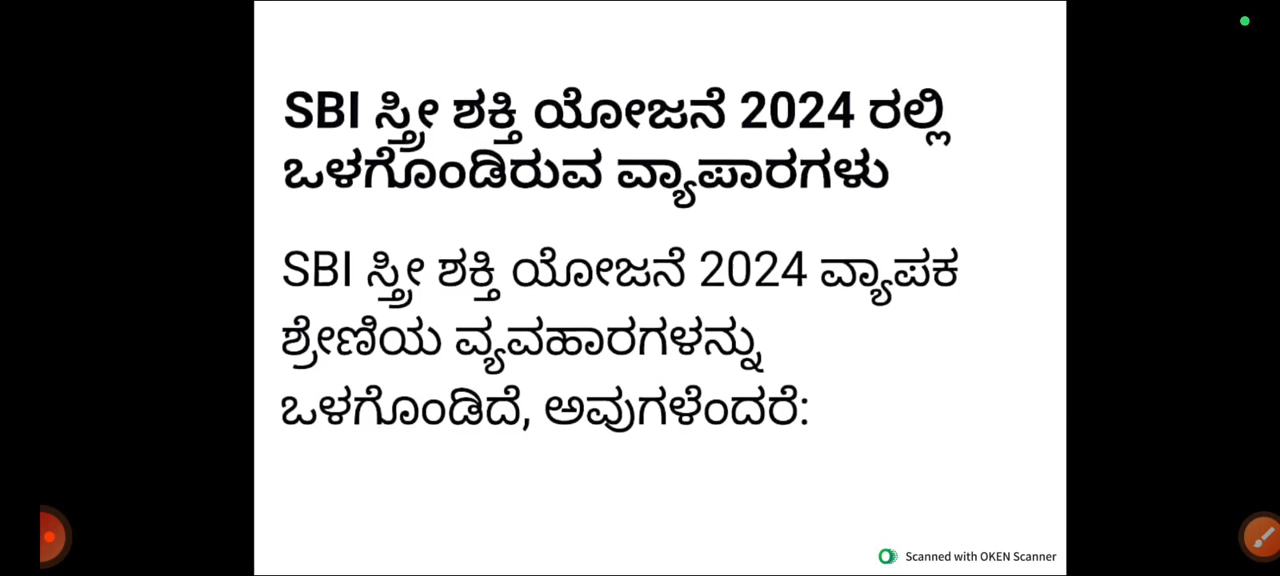 SBI ಸ್ತ್ರೀ ಶಕ್ತಿ ಯೋಜನೆ 2024 ರಲ್ಲಿ
ಒಳಗೊಂಡಿರುವ ವ್ಯಾಪಾರಗಳು
SBI ಸ್ತ್ರೀ ಶಕ್ತಿ ಯೋಜನೆ 2024 ವ್ಯಾಪಕ
ಶ್ರೇಣಿಯ ವ್ಯವಹಾರಗಳನ್ನು
ಒಳಗೊಂಡಿದೆ, ಅವುಗಳೆಂದರೆ:
Scanned with OKEN Scanner